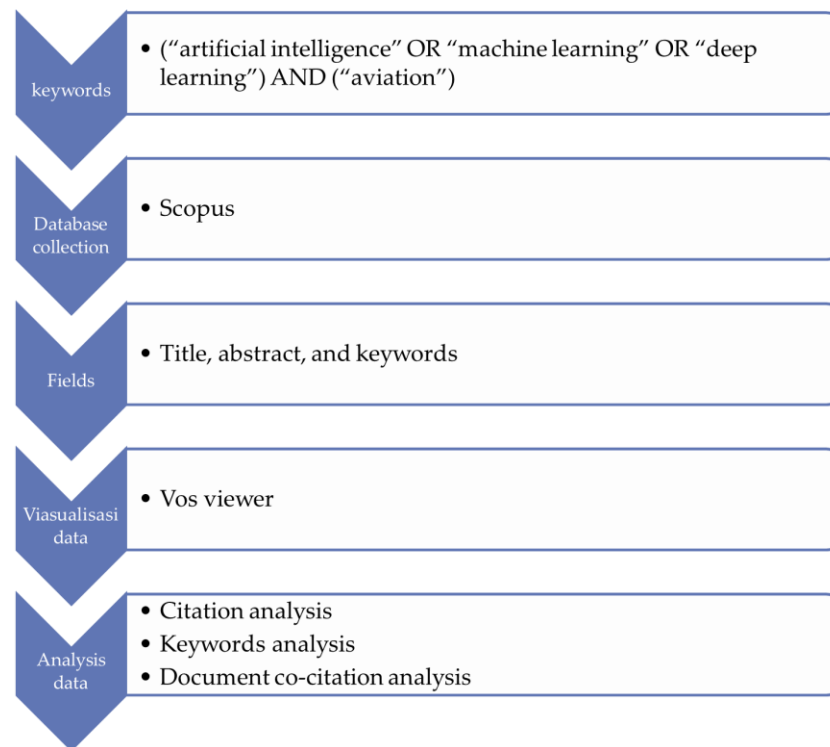 keywords
• (“artificial intelligence” OR “machine learning” OR “deep
learning”) AND (“aviation”)
Database
collection
• Scopus
Fields
• Title, abstract, and keywords
Viasualisasi
data
• Vos viewer
Analysis
data
• Citation analysis
• Keywords analysis
• Document co-citation analysis